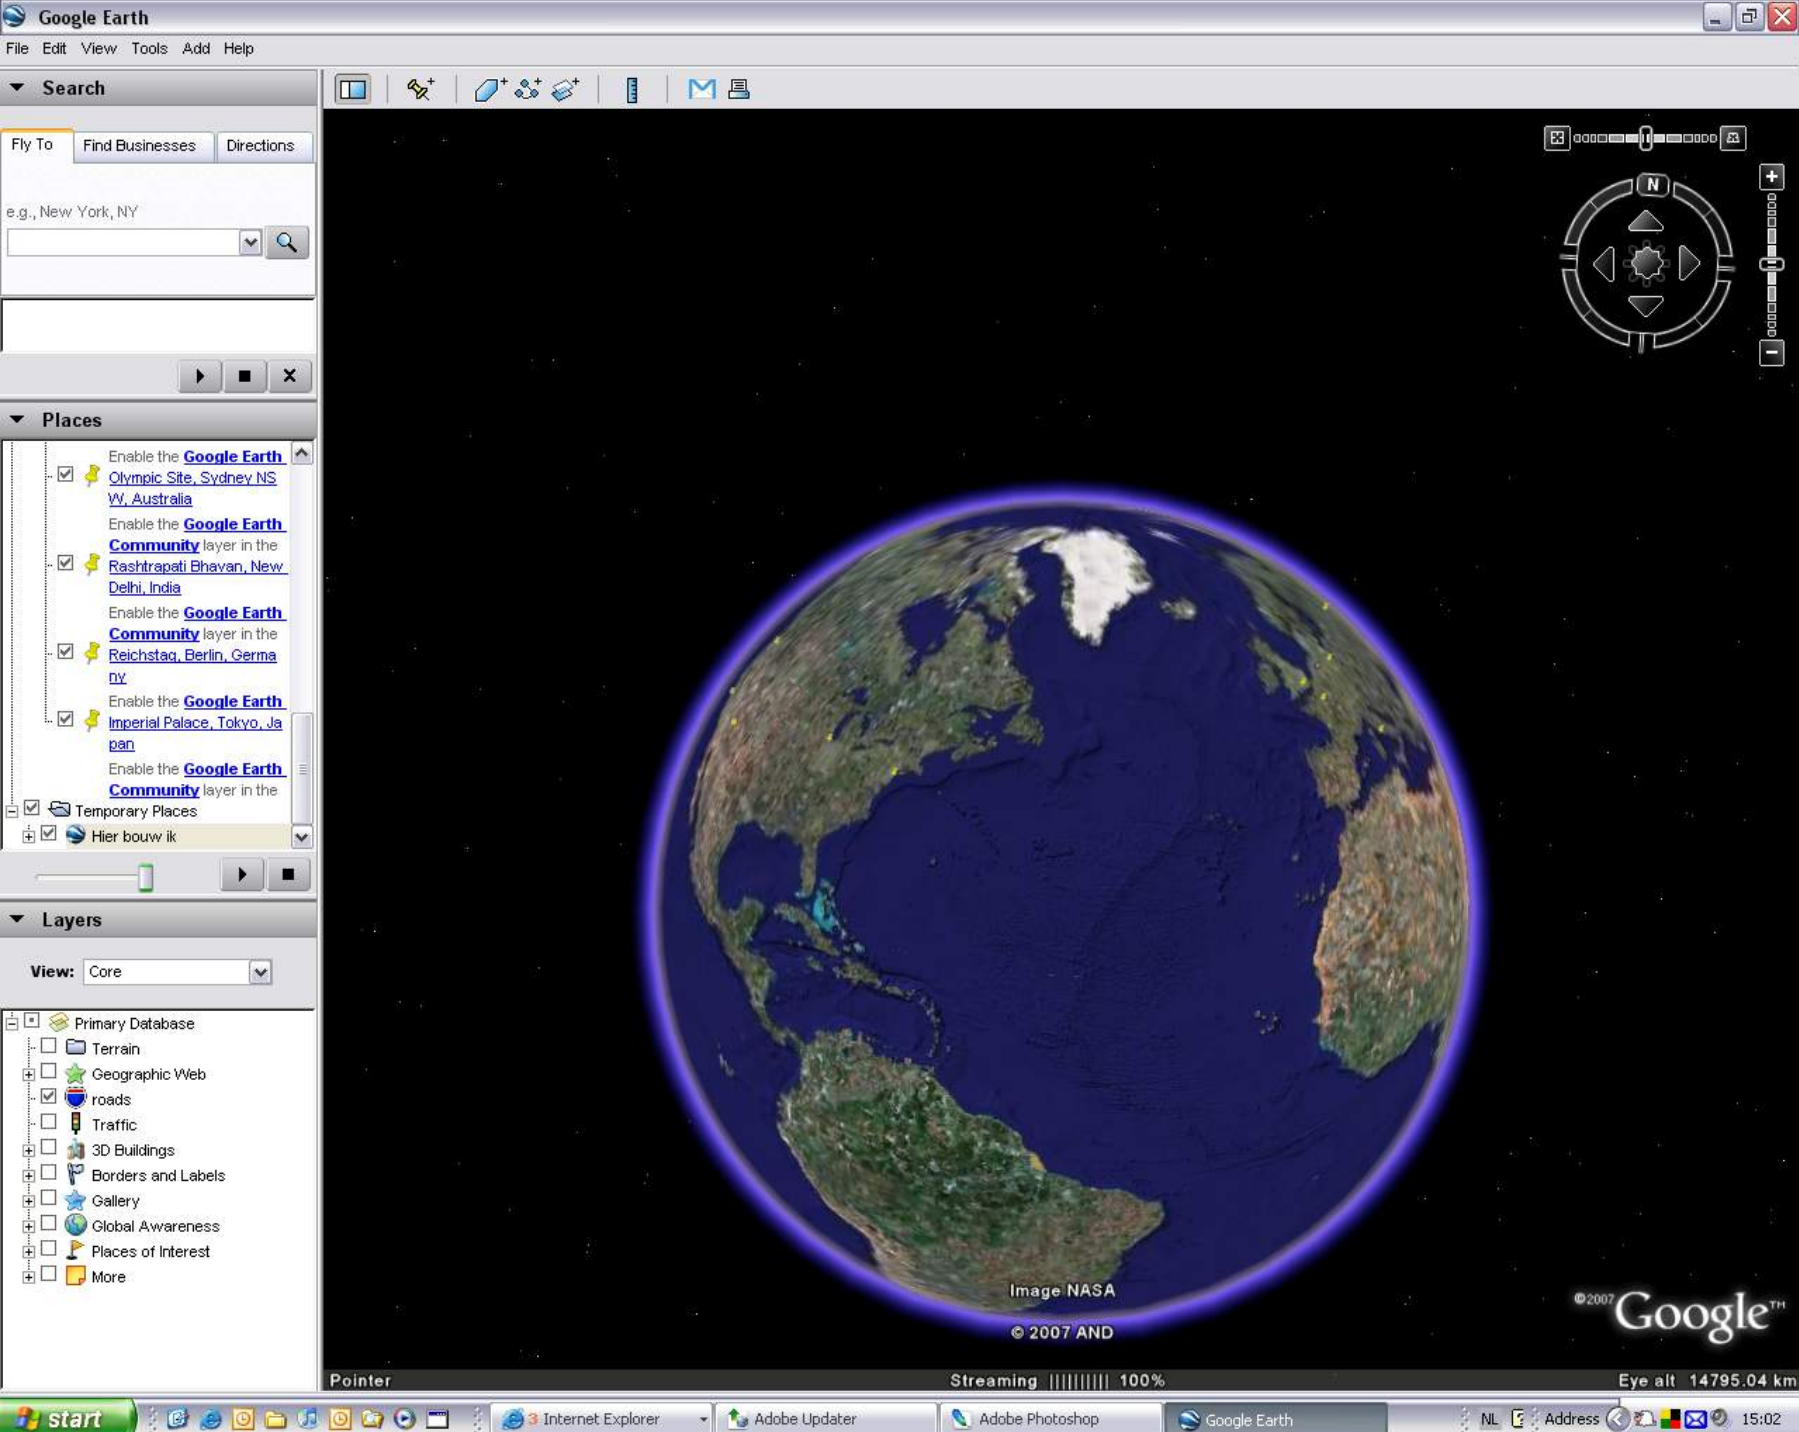 Google Earth
File Edit View Tools Add Help
Search
Fly To Find Businesses Directions
e.g., New York, NY
Places
Enable the Google Earth
Olympic Site, Sydney NS
W, Australia
Enable the Google Earth
Community layer in the
Rashtrapati Bhavan, New
Delhi, India
Enable the Google Earth
Community layer in the
Reichstag, Berlin, Germa
ny
Enable the Google Earth
Imperial Palace, Tokyo, Ja
pan
Enable the Google Earth
Community layer in the
Temporary Places
Hier bouw ik
Layers
View: Core
Primary Database
Terrain
Geographic Web
roads
Traffic
3D Buildings
Borders and Labels
Gallery
Global Awareness
Places of Interest
More
N
Image NASA
© 2007 AND
©2007 Google™
Pointer
Streaming |||||||||| 100%
Eye alt 14795.04 km
start
3 Internet Explorer
Adobe Updater
Adobe Photoshop
Google Earth
NL
Address
15:02